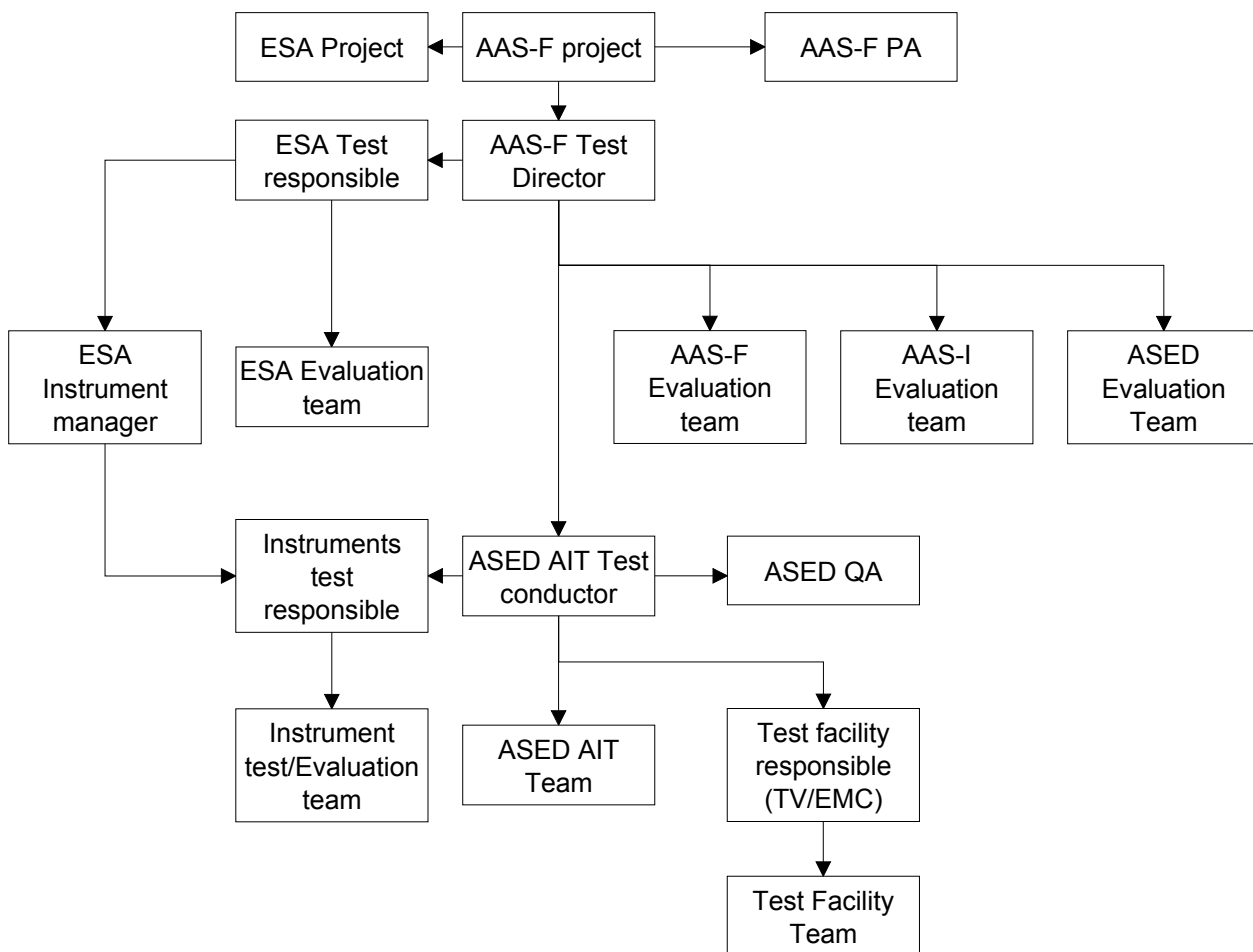 ESA Project
AAS-F project
AAS-F PA
ESA Test
responsible
AAS-F Test
Director
ESA
Instrument
manager
ESA Evaluation
team
AAS-F
Evaluation
team
AAS-I
Evaluation
team
ASED
Evaluation
Team
Instruments
test
responsible
ASED AIT Test
conductor
ASED QA
Instrument
test/Evaluation
team
ASED AIT
Team
Test facility
responsible
(TV/EMC)
Test Facility
Team